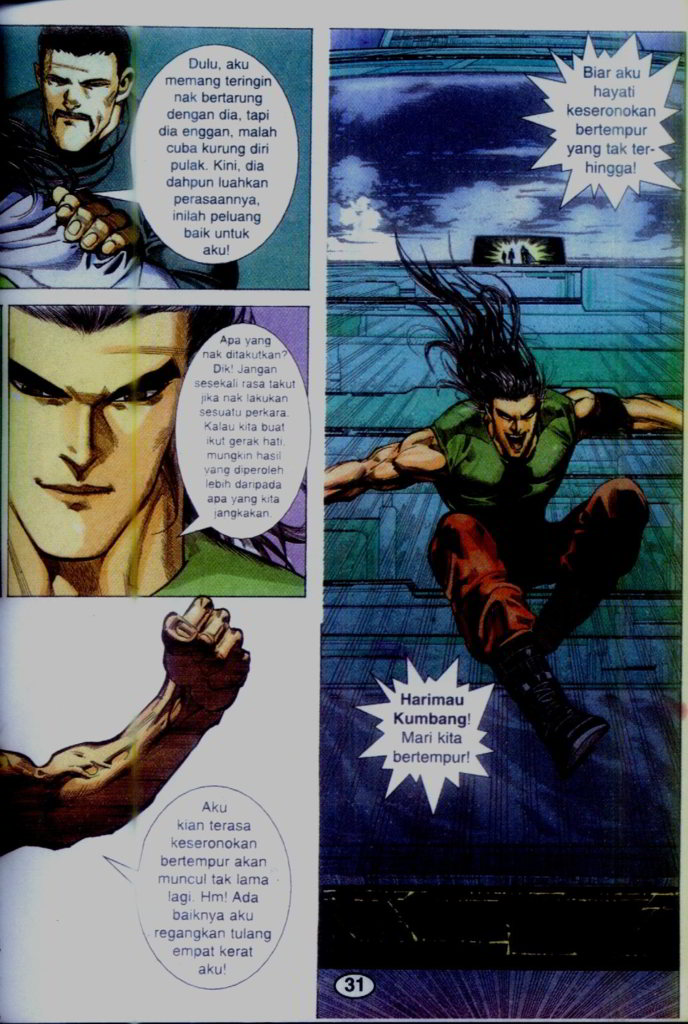 Dulu, aku
memang teringin
nak bertarung
dengan dia, tapi
dia enggan, malah
cuba kurung diri
pulak. Kini, dia
dahpun luahkan
perasaannya,
inilah peluang
baik untuk
aku!
Apa yang
nak ditakutkan?
Dik! Jangan
sesekali rasa takut
jika nak lakukan
sesuatu perkara.
Kalau kita buat
ikut gerak hati,
mungkin hasil
yang diperoleh
lebih daripada
apa yang kita
jangkakan.
Aku
kian terasa
keseronokan
bertempur akan
muncul tak lama
lagi. Hm! Ada
baiknya aku
regangkan tulang
empat kerat
aku!
Biar aku
hayati
keseronokan
bertempur
yang tak ter-
hingga!
Harimau
Kumbang!
Mari kita
bertempur!
31